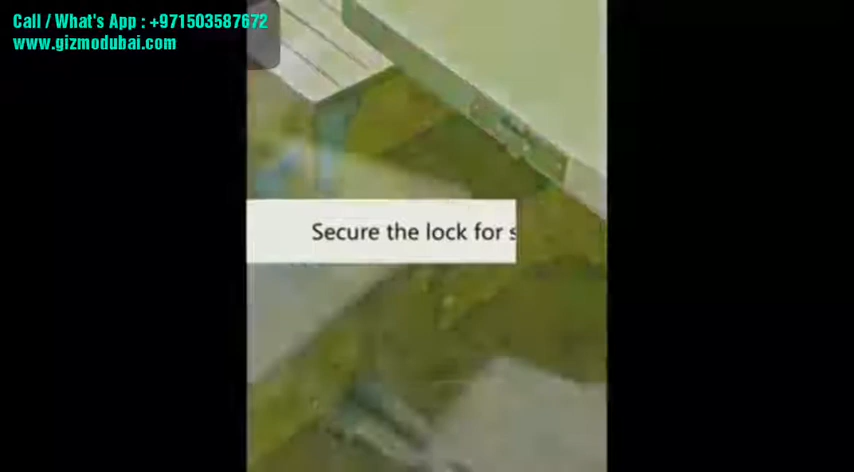 Call / What's App : +971503587672
www.gizmodubai.com
Secure the lock for s